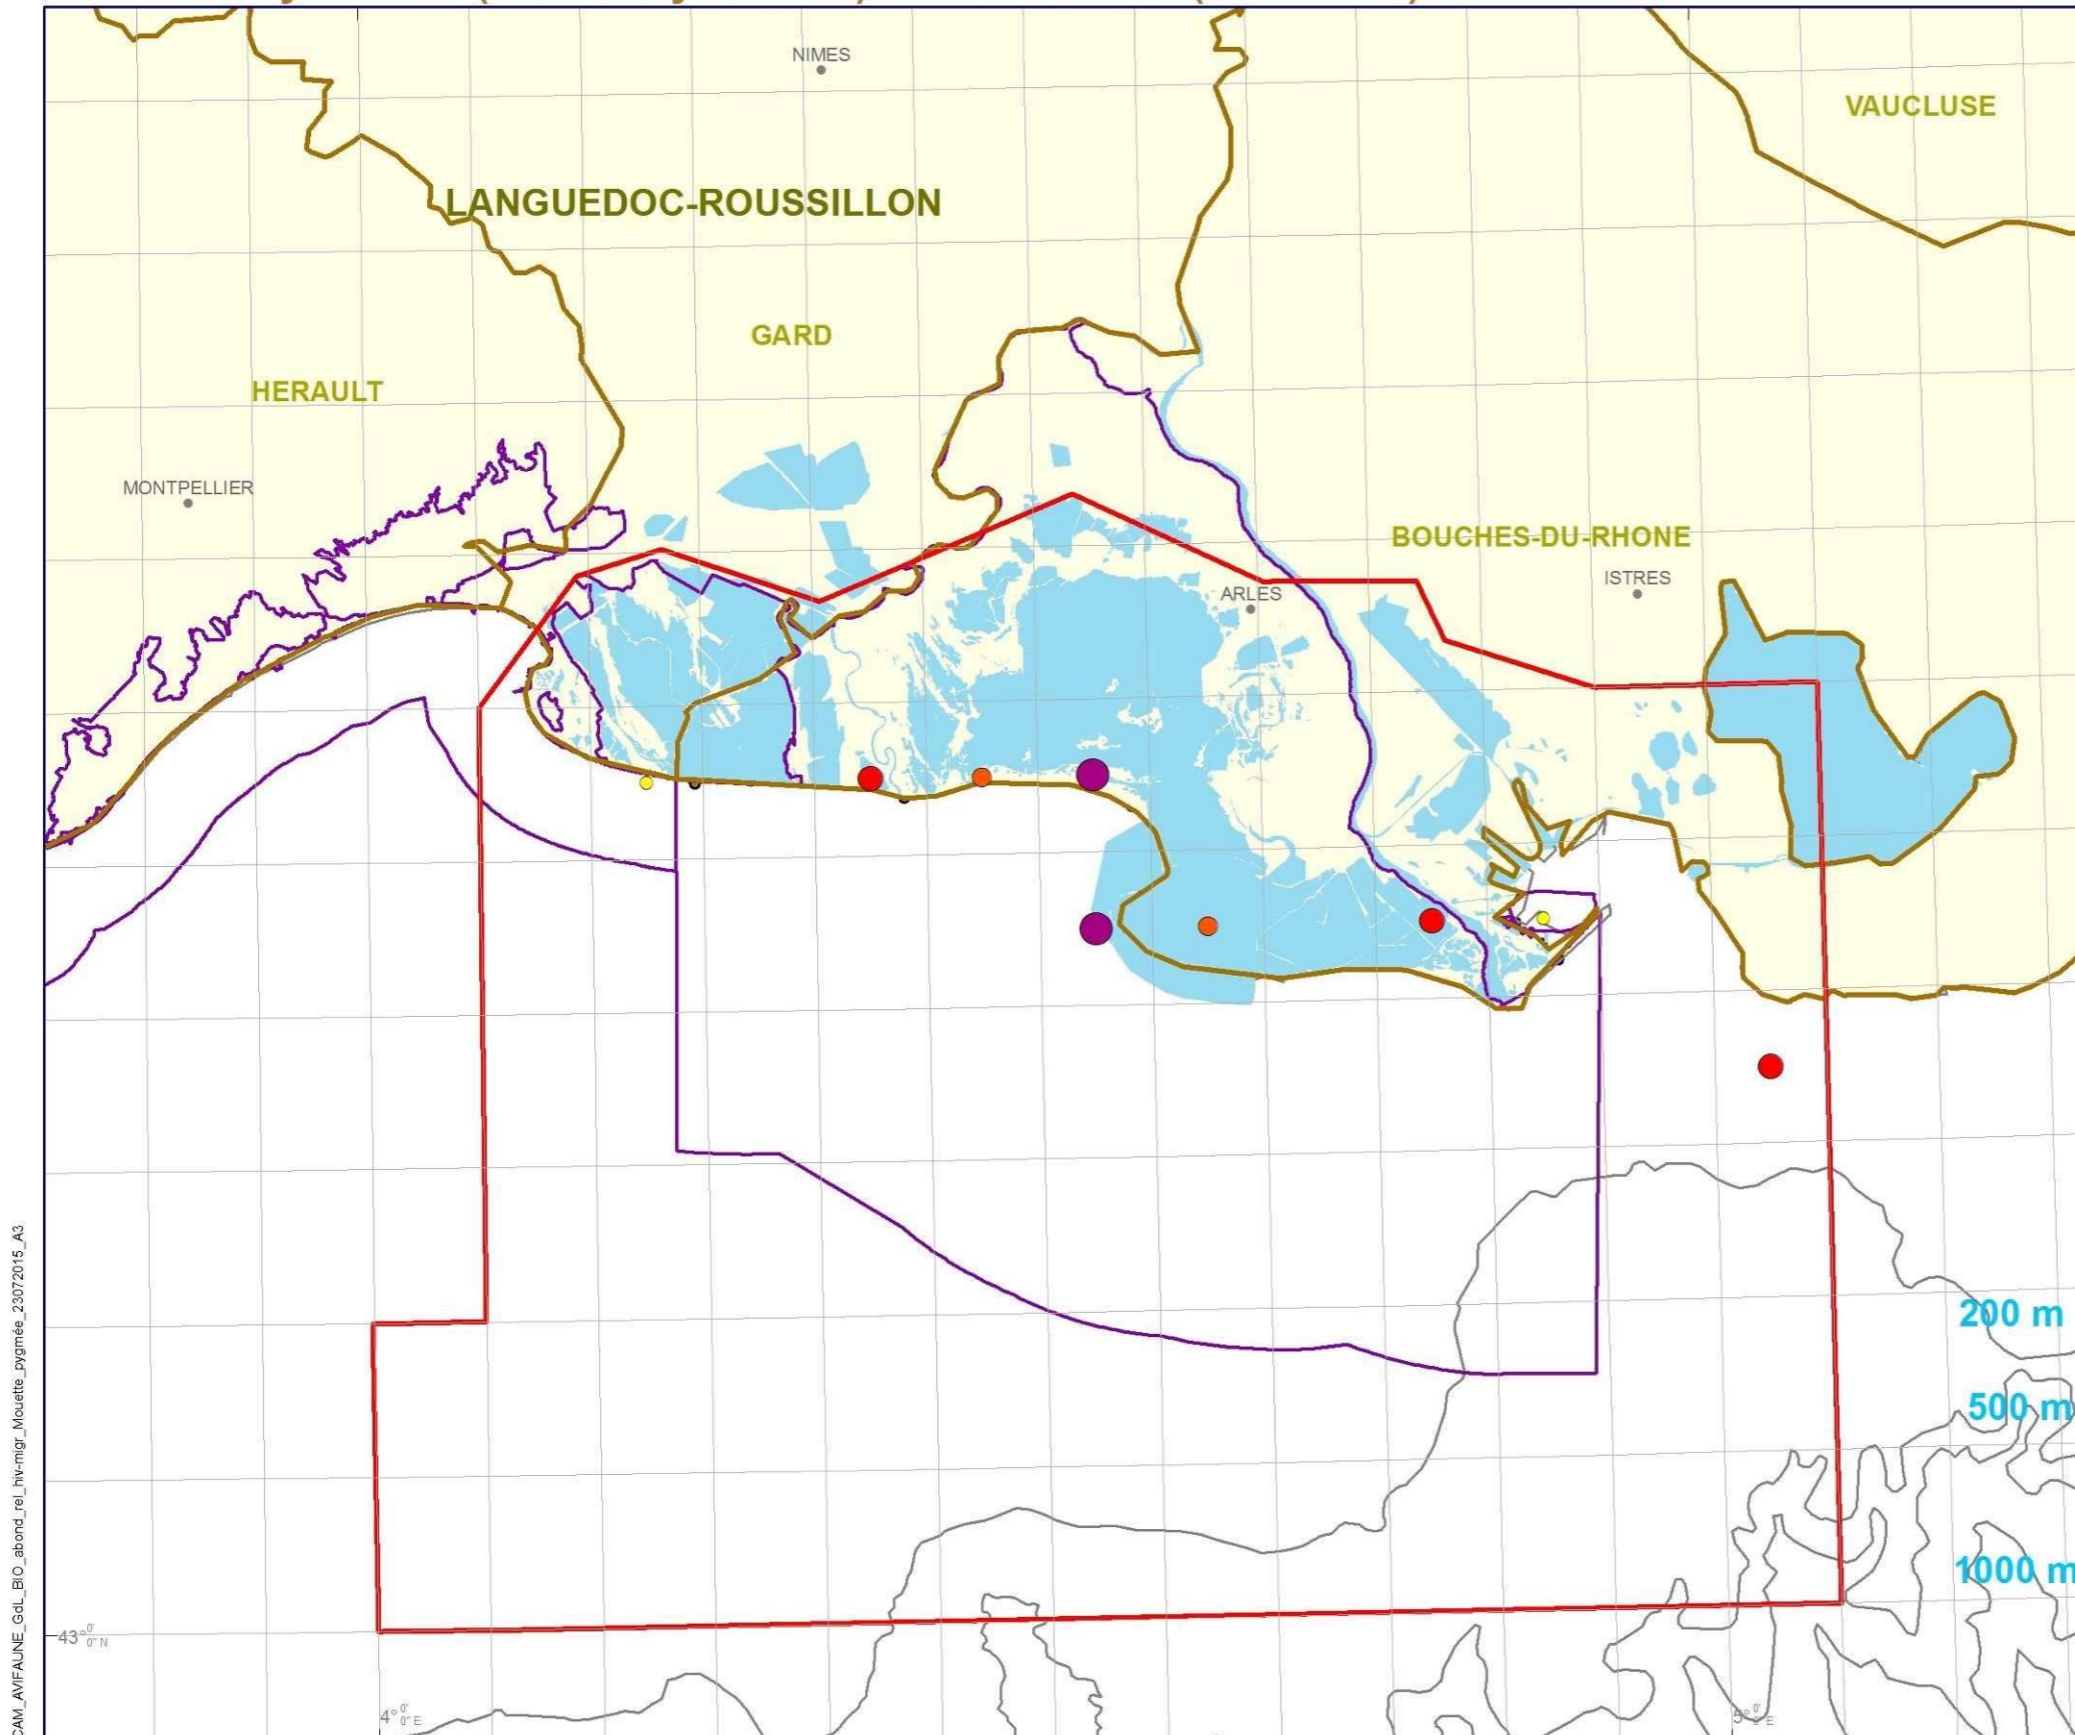 NIMES
VAUCLUSE
LANGUEDOC-ROUSSILLON
GARD
HERAULT
MONTPELLIER
BOUCHES-DU-RHONE
ISTRES
ARLES
200 m
500 m
1000 m
CAM_AVIFAUNE_GdL_BIO_abond_rel_hiv-migr_Mouette_pygmée_23072015_A3
43° 0' 0" N
4° 0' 0" E
5° 0' 0" E